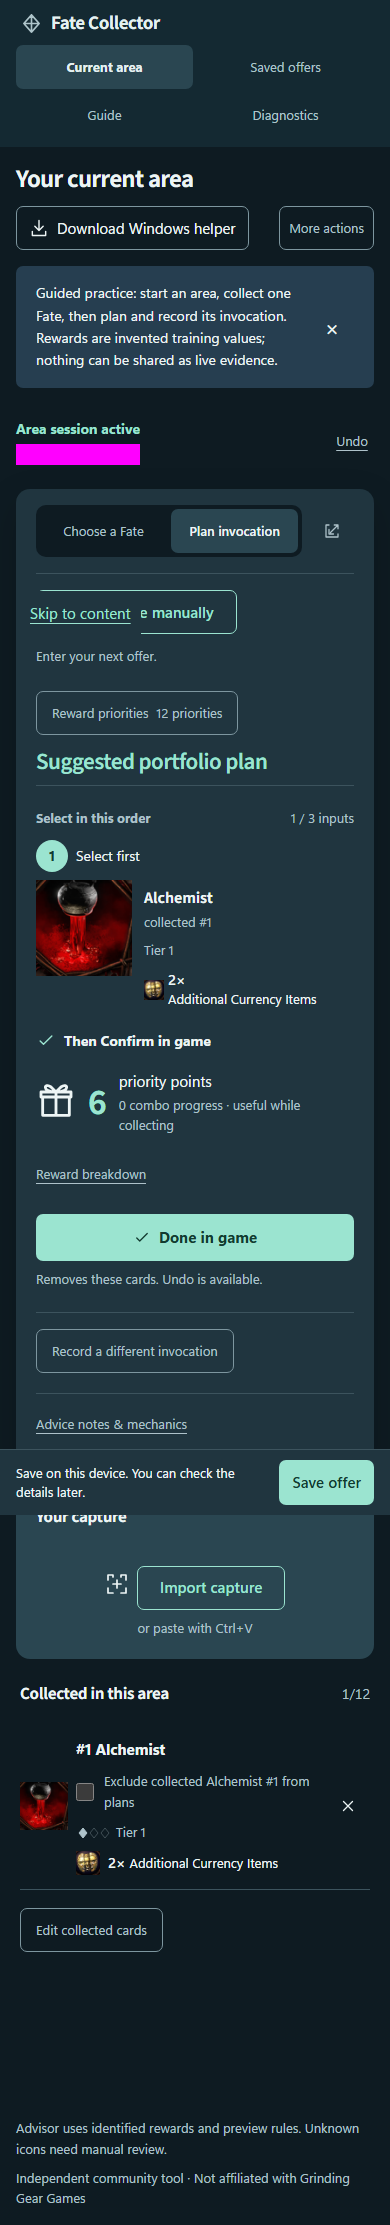 Fate Collector
Current area
Saved offers
Guide
Diagnostics
Your current area
Download Windows helper
More actions
Guided practice: start an area, collect one
Fate, then plan and record its invocation.
Rewards are invented training values;
nothing can be shared as live evidence.
Area session active
Undo
Choose a Fate
Plan invocation
Skip to content
e manually
Enter your next offer.
Reward priorities 12 priorities
Suggested portfolio plan
Select in this order
1 / 3 inputs
1
Select first
Alchemist
collected #1
Tier 1
2×
Additional Currency Items
Then Confirm in game
6
priority points
0 combo progress · useful while
collecting
Reward breakdown
Done in game
Removes these cards. Undo is available.
Record a different invocation
Advice notes & mechanics
Save on this device. You can check the
details later.
Save offer
Your capture
Import capture
or paste with Ctrl+V
Collected in this area
1/12
#1 Alchemist
Exclude collected Alchemist #1 from
plans
Tier 1
2× Additional Currency Items
Edit collected cards
Advisor uses identified rewards and preview rules. Unknown
icons need manual review.
Independent community tool · Not affiliated with Grinding
Gear Games